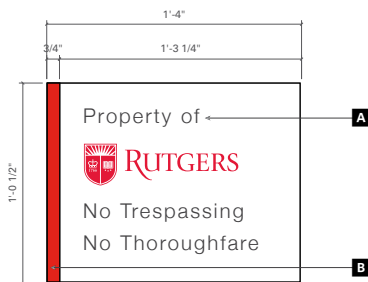 1'-4"
3/4"
1'-3 1/4"
1'-0 1/2"
Property of
A
RUTGERS
No Trespassing
No Thoroughfare
B